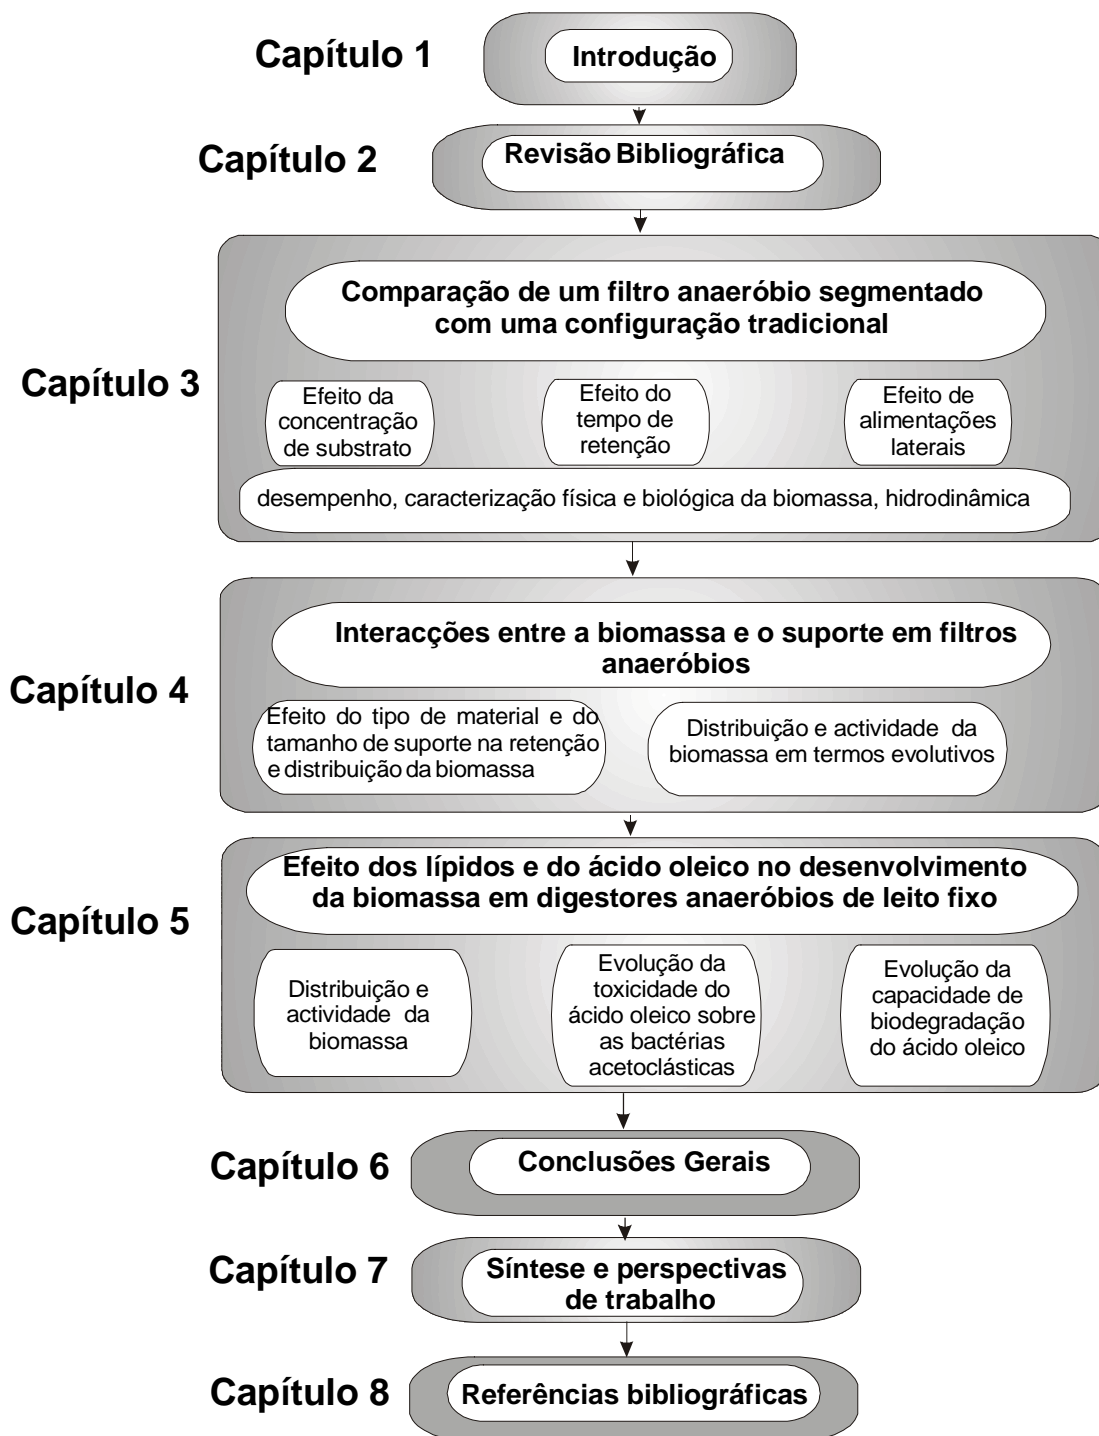 Capítulo 1
Introdução
Capítulo 2
Revisão Bibliográfica
Capítulo 3
Comparação de um filtro anaeróbio segmentado
com uma configuração tradicional
Efeito da
concentração
de substrato
Efeito do
tempo de
retenção
Efeito de
alimentações
laterais
desempenho, caracterização física e biológica da biomassa, hidrodinâmica
Capítulo 4
Interacções entre a biomassa e o suporte em filtros
anaeróbios
Efeito do tipo de material e do
tamanho de suporte na retenção
e distribuição da biomassa
Distribuição e actividade da
biomassa em termos evolutivos
Capítulo 5
Efeito dos lípidos e do ácido oleico no desenvolvimento
da biomassa em digestores anaeróbios de leito fixo
Distribuição e
actividade da
biomassa
Evolução da
toxicidade do
ácido oleico sobre
as bactérias
acetoclásticas
Evolução da
capacidade de
biodegradação
do ácido oleico
Capítulo 6
Conclusões Gerais
Capítulo 7
Síntese e perspectivas
de trabalho
Capítulo 8
Referências bibliográficas